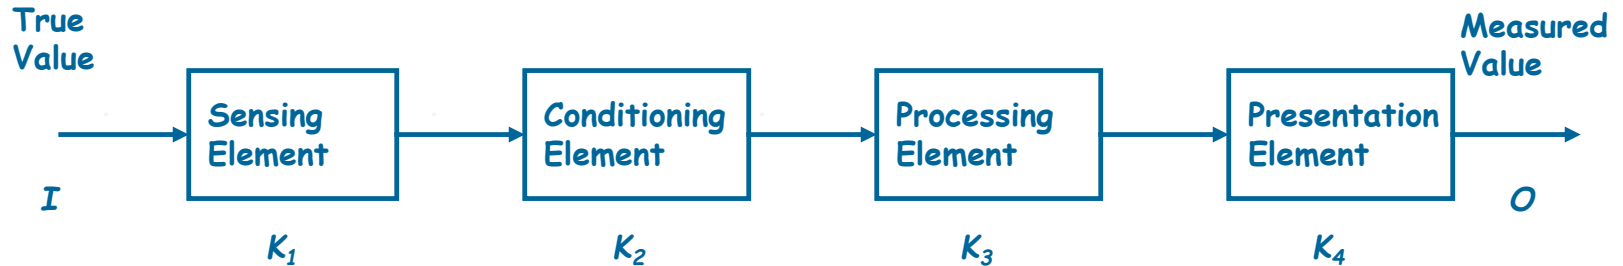 True
Value
Measured
Value
Sensing
Element
Conditioning
Element
Processing
Element
Presentation
Element
I
O
K1
K2
K3
K4